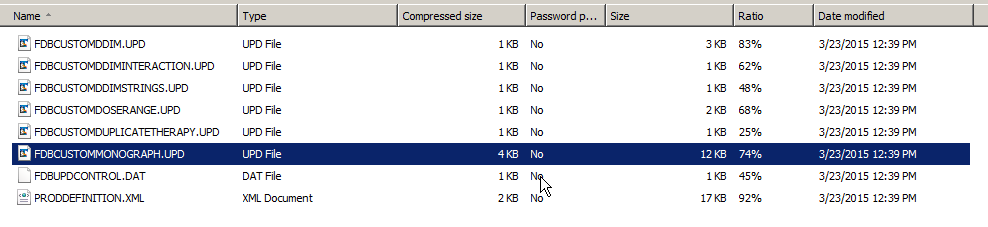 Name Type Compressed size Password p... Size Ratio Date modified
FDBCUSTOMDDIM.UPD UPD File 1 KB No 3 KB 83% 3/23/2015 12:39 PM
FDBCUSTOMDDIMINTERACTION.UPD UPD File 1 KB No 1 KB 62% 3/23/2015 12:39 PM
FDBCUSTOMDDIMSTRINGS.UPD UPD File 1 KB No 1 KB 48% 3/23/2015 12:39 PM
FDBCUSTOMDOSERANGE.UPD UPD File 1 KB No 2 KB 68% 3/23/2015 12:39 PM
FDBCUSTOMDUPLICATETHERAPY.UPD UPD File 1 KB No 1 KB 25% 3/23/2015 12:39 PM
FDBCUSTOMMONOGRAPH.UPD UPD File 4 KB No 12 KB 74% 3/23/2015 12:39 PM
FDBUPDCONTROL.DAT DAT File 1 KB No 1 KB 45% 3/23/2015 12:39 PM
PRODDEFINITION.XML XML Document 2 KB No 17 KB 92% 3/23/2015 12:39 PM